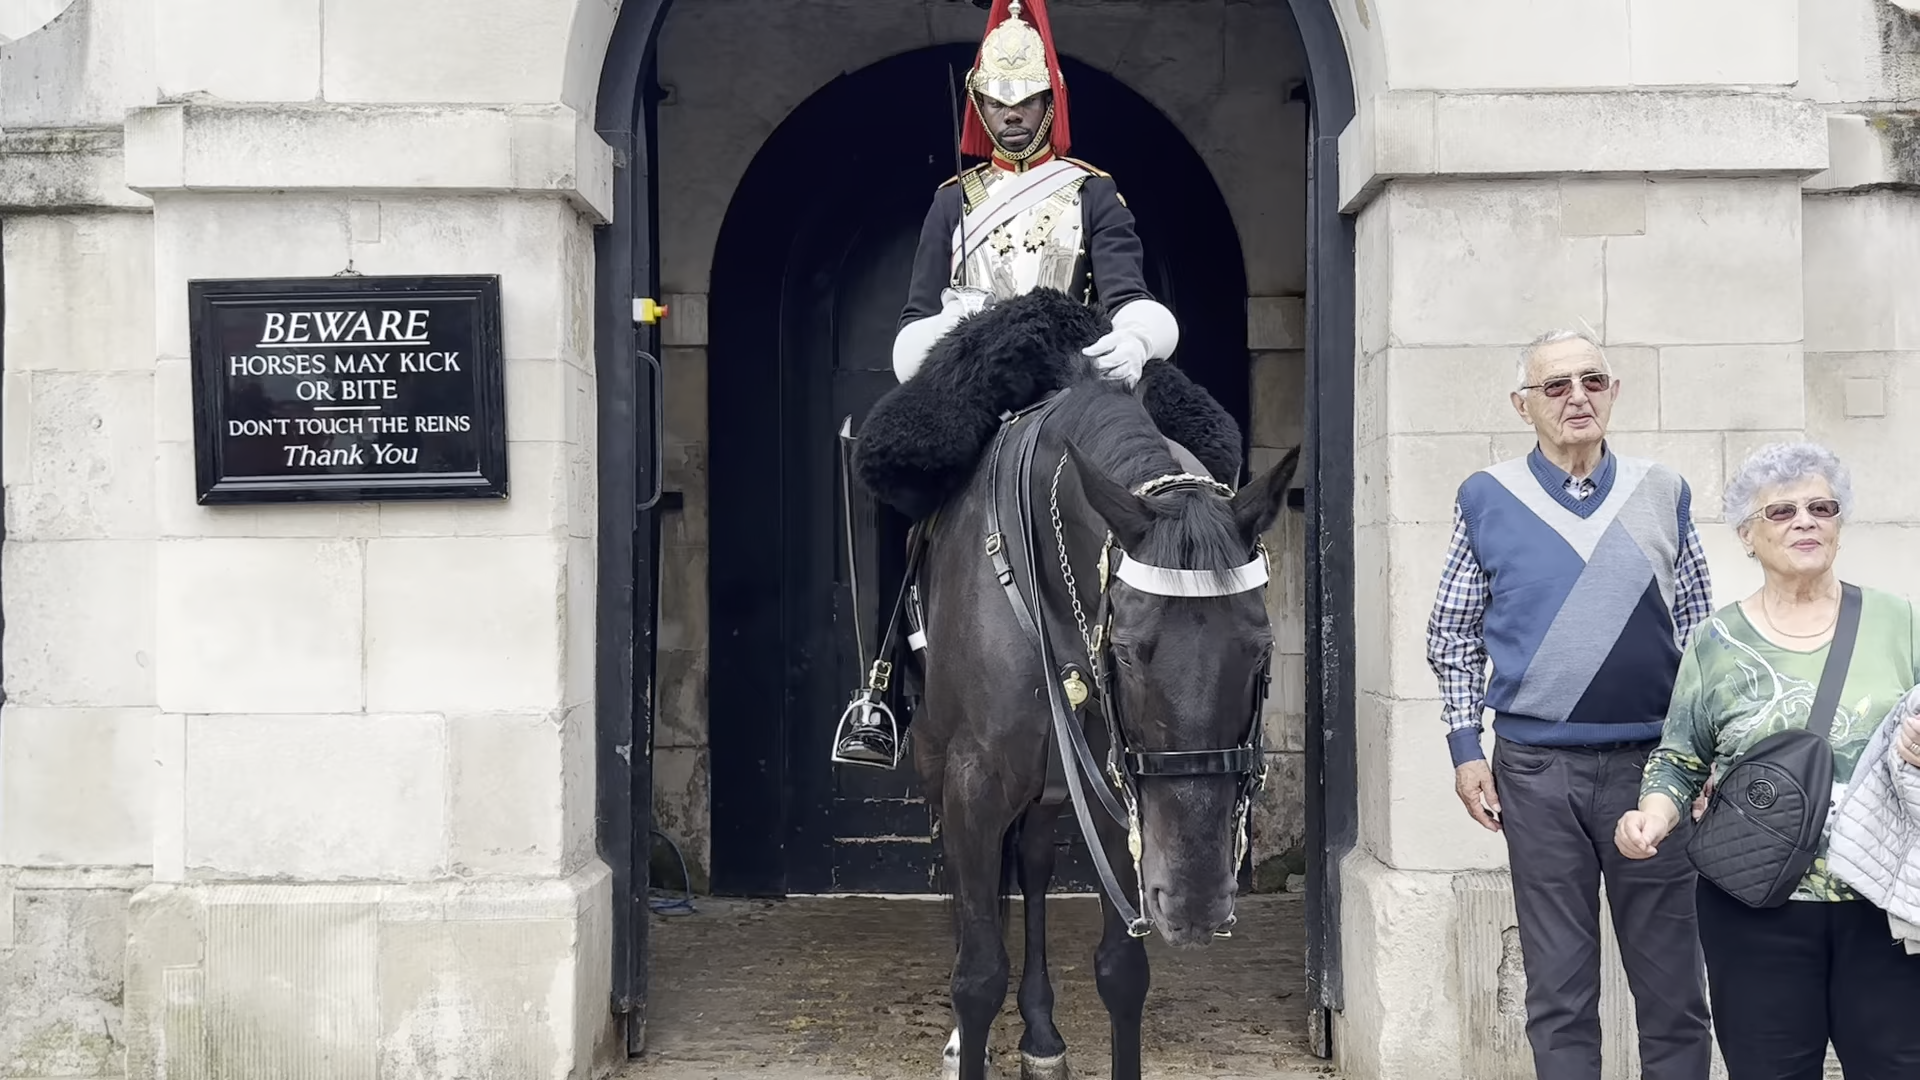 BEWARE
HORSES MAY KICK
OR BITE
DON'T TOUCH THE REINS
Thank You